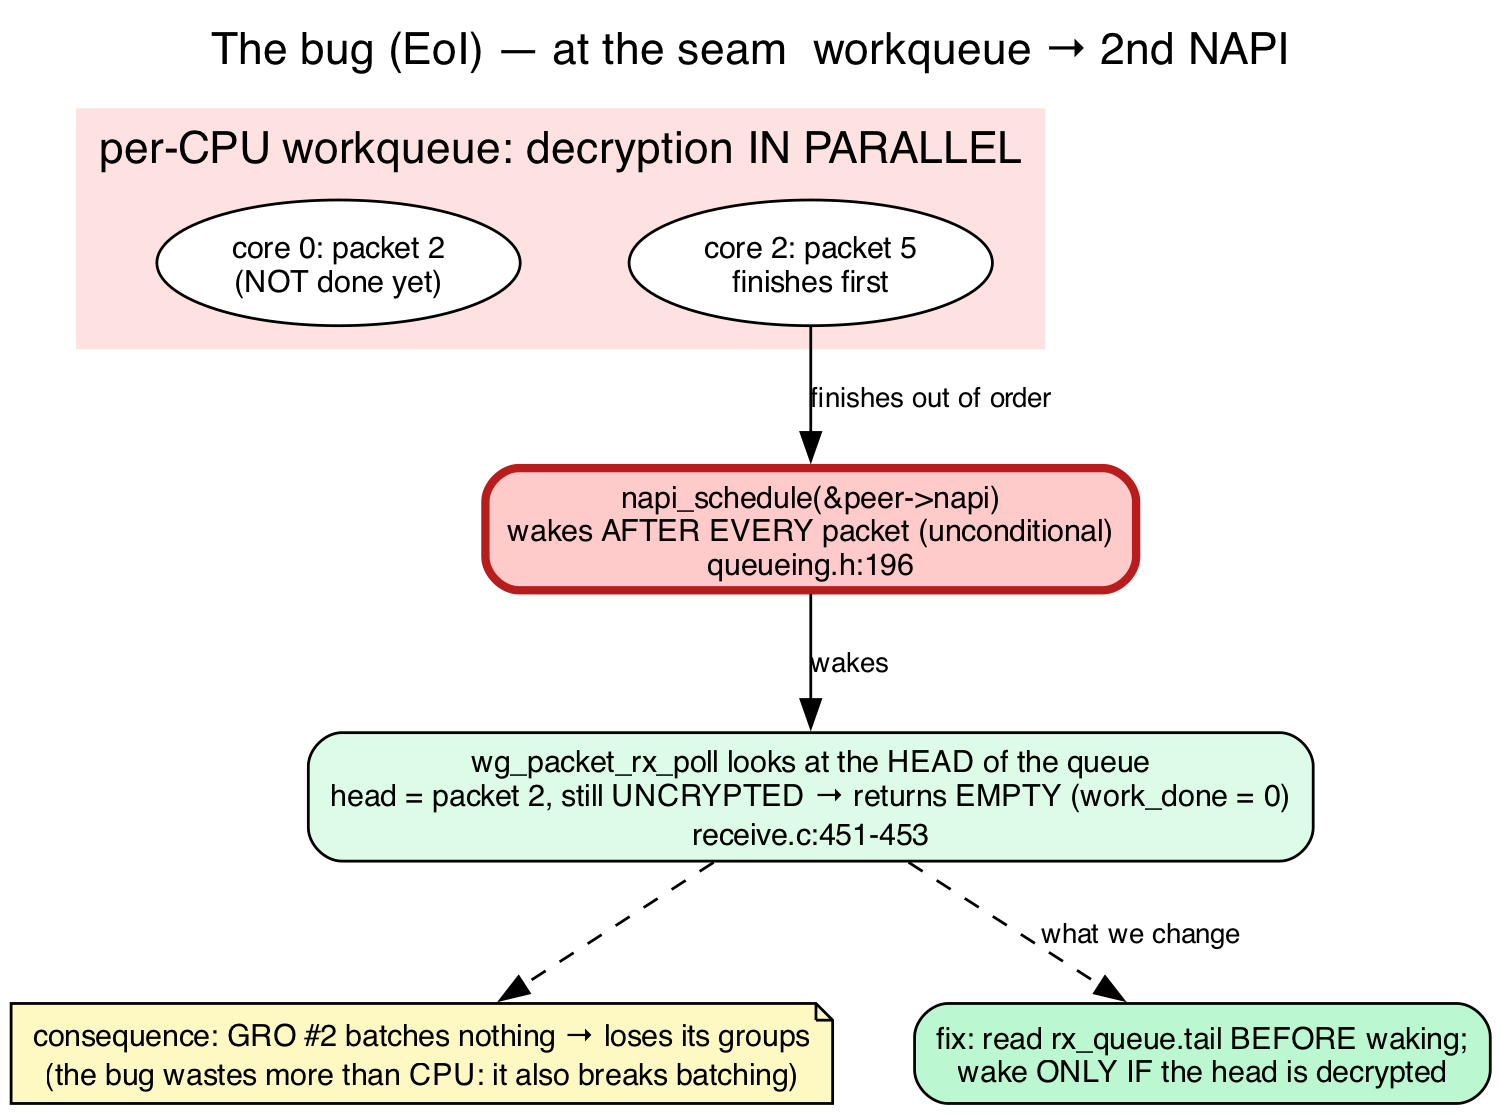 The bug (EoI) — at the seam  workqueue → 2nd NAPI
per-CPU workqueue: decryption IN PARALLEL
core 0: packet 2
(NOT done yet)
core 2: packet 5
finishes first
finishes out of order
napi_schedule(&peer->napi)
wakes AFTER EVERY packet (unconditional)
queueing.h:196
wakes
wg_packet_rx_poll looks at the HEAD of the queue
head = packet 2, still UNCRYPTED → returns EMPTY (work_done = 0)
receive.c:451-453
what we change
consequence: GRO #2 batches nothing → loses its groups
(the bug wastes more than CPU: it also breaks batching)
fix: read rx_queue.tail BEFORE waking;
wake ONLY IF the head is decrypted